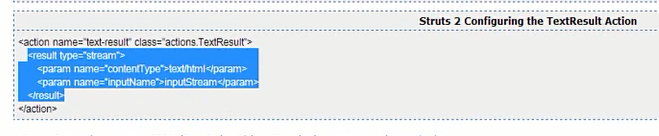 Struts 2 Configuring the TextResult Action
<action name="text-result" class="actions.TextResult">
<result type="stream">
<param name="contentType">text/html</param>
<param name="inputName">inputStream</param>
</result>
</action>